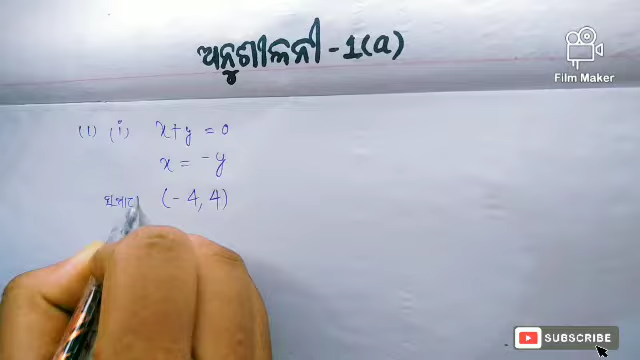 ଅନୁଶୀଳନୀ - 1(a)
Film Maker
(1) (i) x + y = 0
x = - y
(- 4, 4)
SUBSCRIBE